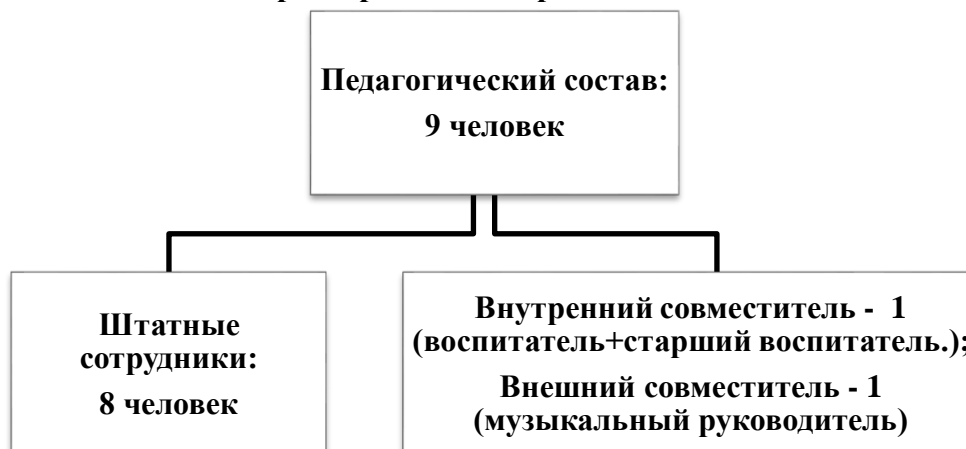 Педагогический состав:
9 человек
Штатные
сотрудники:
8 человек
Внутренний совместитель - 1
(воспитатель+старший воспитатель.);
Внешний совместитель - 1
(музыкальный руководитель)